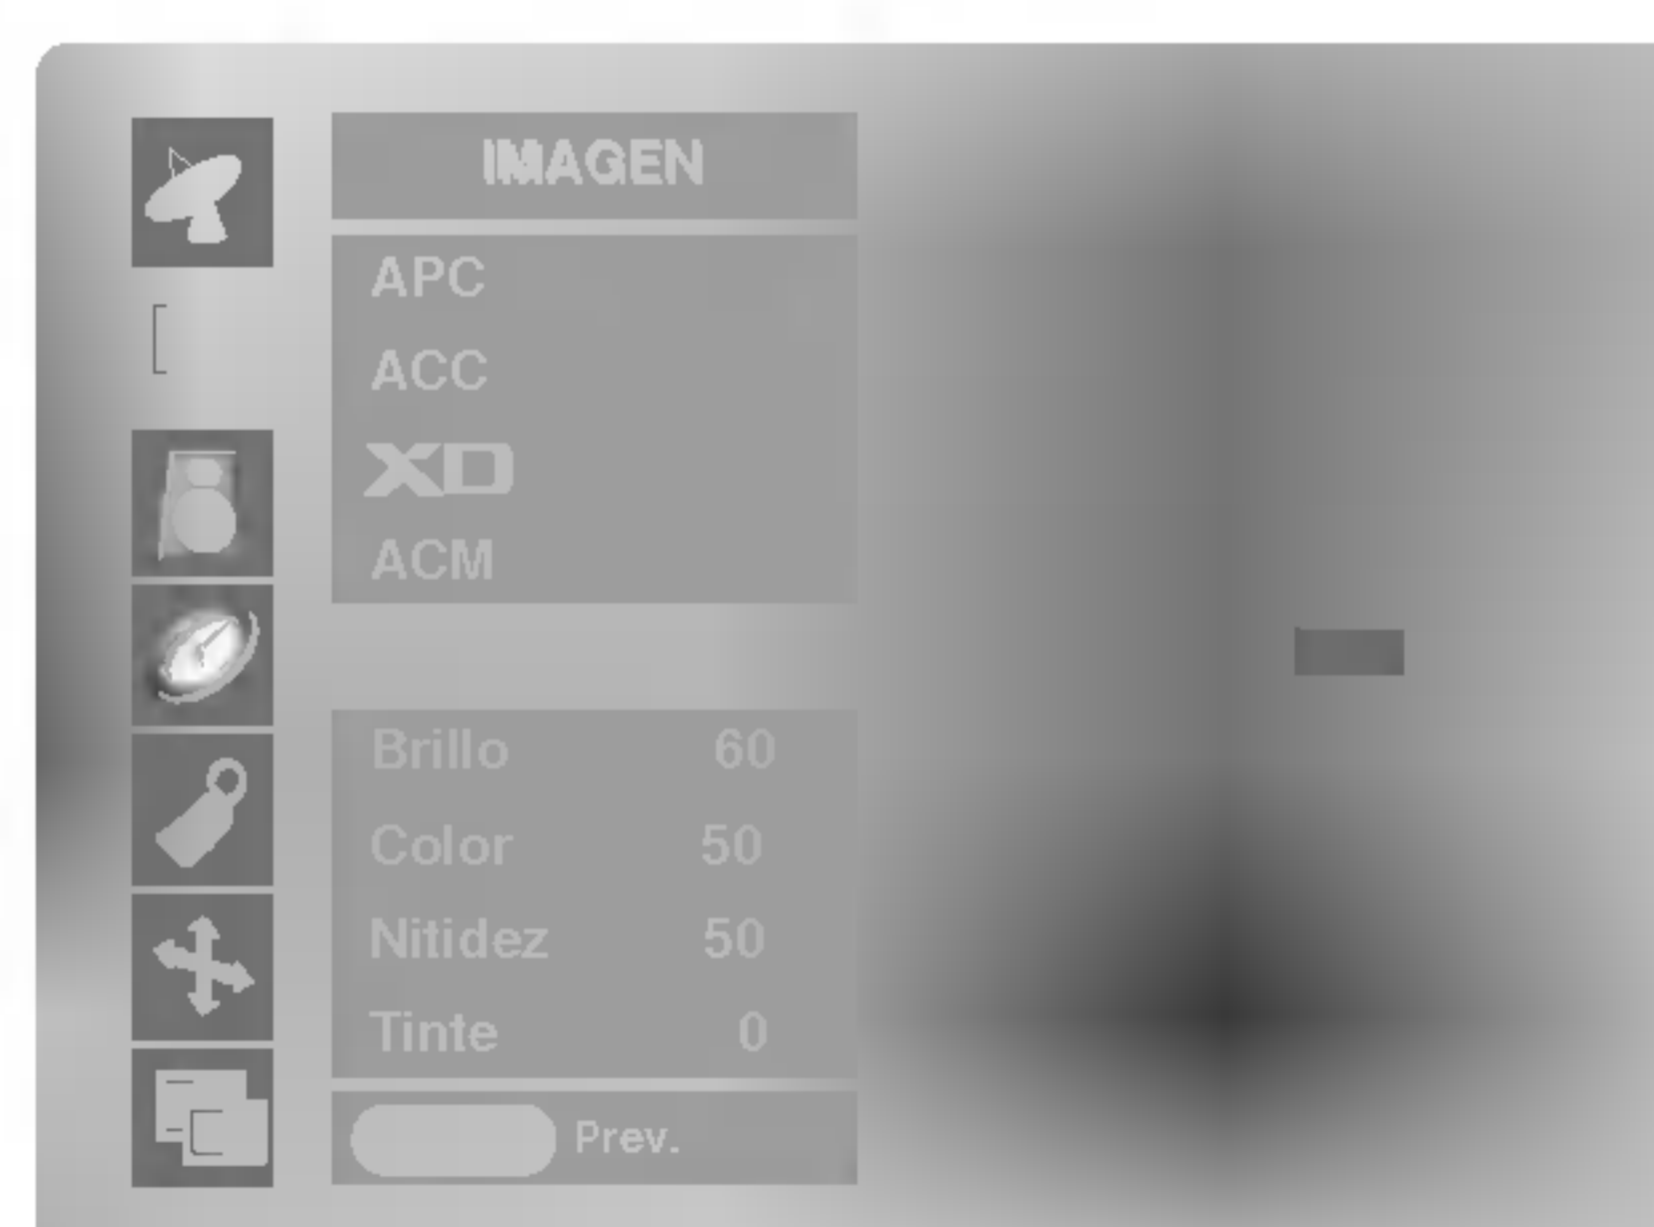 IMAGEN
APC
ACC
XD
ACM
Brillo 60
Color 50
Nitidez 50
Tinte 0
Prev.